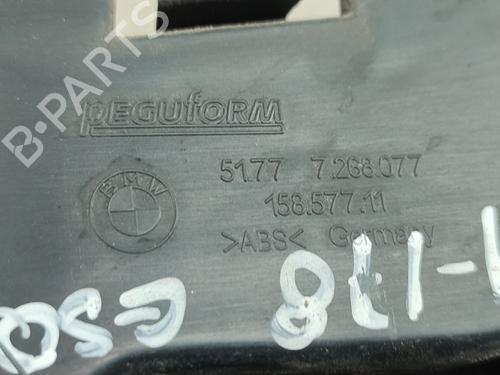 B-PARTS
PEGUFORM
51.77 7.268.077
BMW
158.577.11
>ABS< Germany